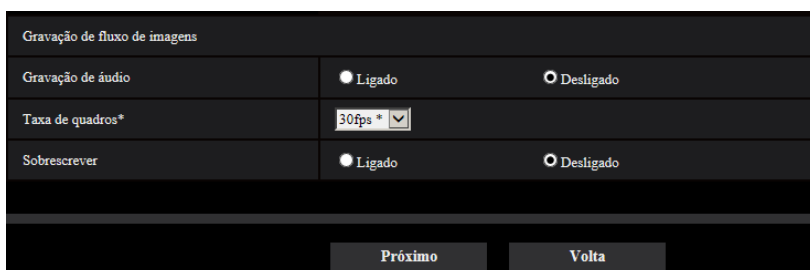 Gravação de fluxo de imagens
Gravação de áudio Ligado Desligado
Taxa de quadros* 30fps *
Sobrescrever Ligado Desligado
Próximo Volta